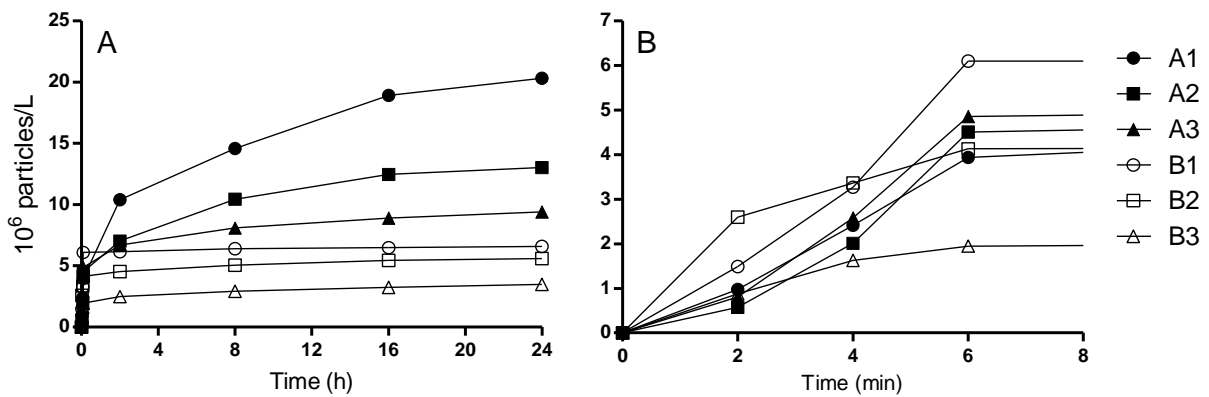 A
10⁶ particles/L
25
20
15
10
5
0
0 4 8 12 16 20 24
Time (h)
B
7
6
5
4
3
2
1
0
0 2 4 6 8
Time (min)
A1
A2
A3
B1
B2
B3